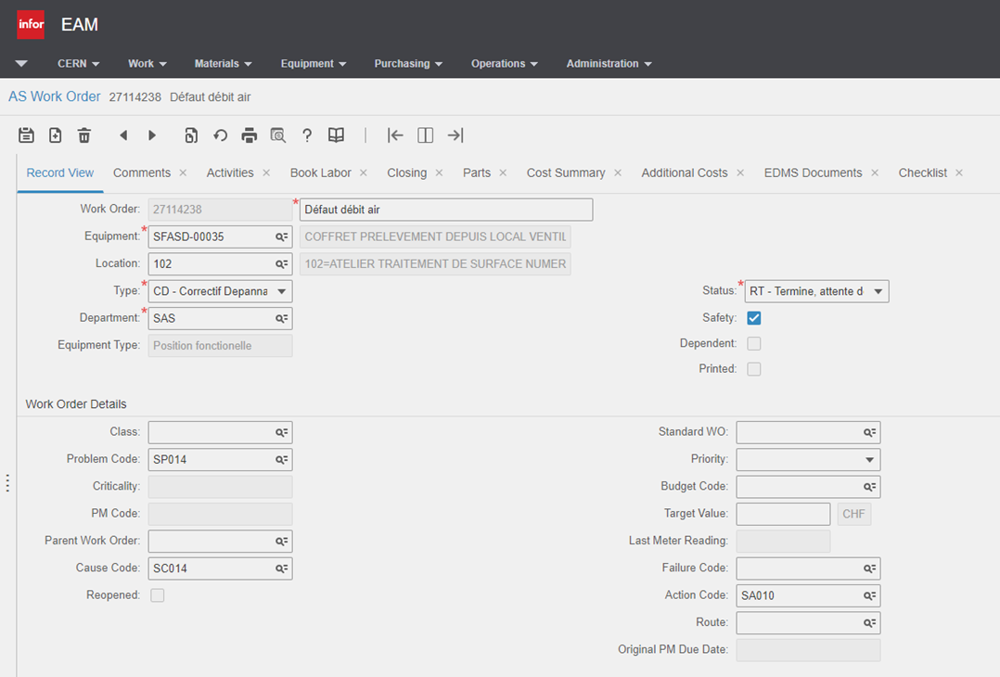 infor EAM
CERN Work Materials Equipment Purchasing Operations Administration
AS Work Order 27114238 Défaut débit air
Record View Comments × Activities × Book Labor × Closing × Parts × Cost Summary × Additional Costs × EDMS Documents × Checklist ×
Work Order: 27114238 * Défaut débit air
Equipment: * SFASD-00035 COFFRET PRELEVEMENT DEPUIS LOCAL VENTIL
Location: 102 102=ATELIER TRAITEMENT DE SURFACE NUMER
Type: * CD - Correctif Depanna Status: * RT - Termine, attente d
Department: * SAS Safety:
Equipment Type: Position fonctionelle Dependent:
Printed:
Work Order Details
Class: Standard WO:
Problem Code: SP014 Priority:
Criticality: Budget Code:
PM Code: Target Value: CHF
Parent Work Order: Last Meter Reading:
Cause Code: SC014 Failure Code:
Reopened: Action Code: SA010
Route:
Original PM Due Date: